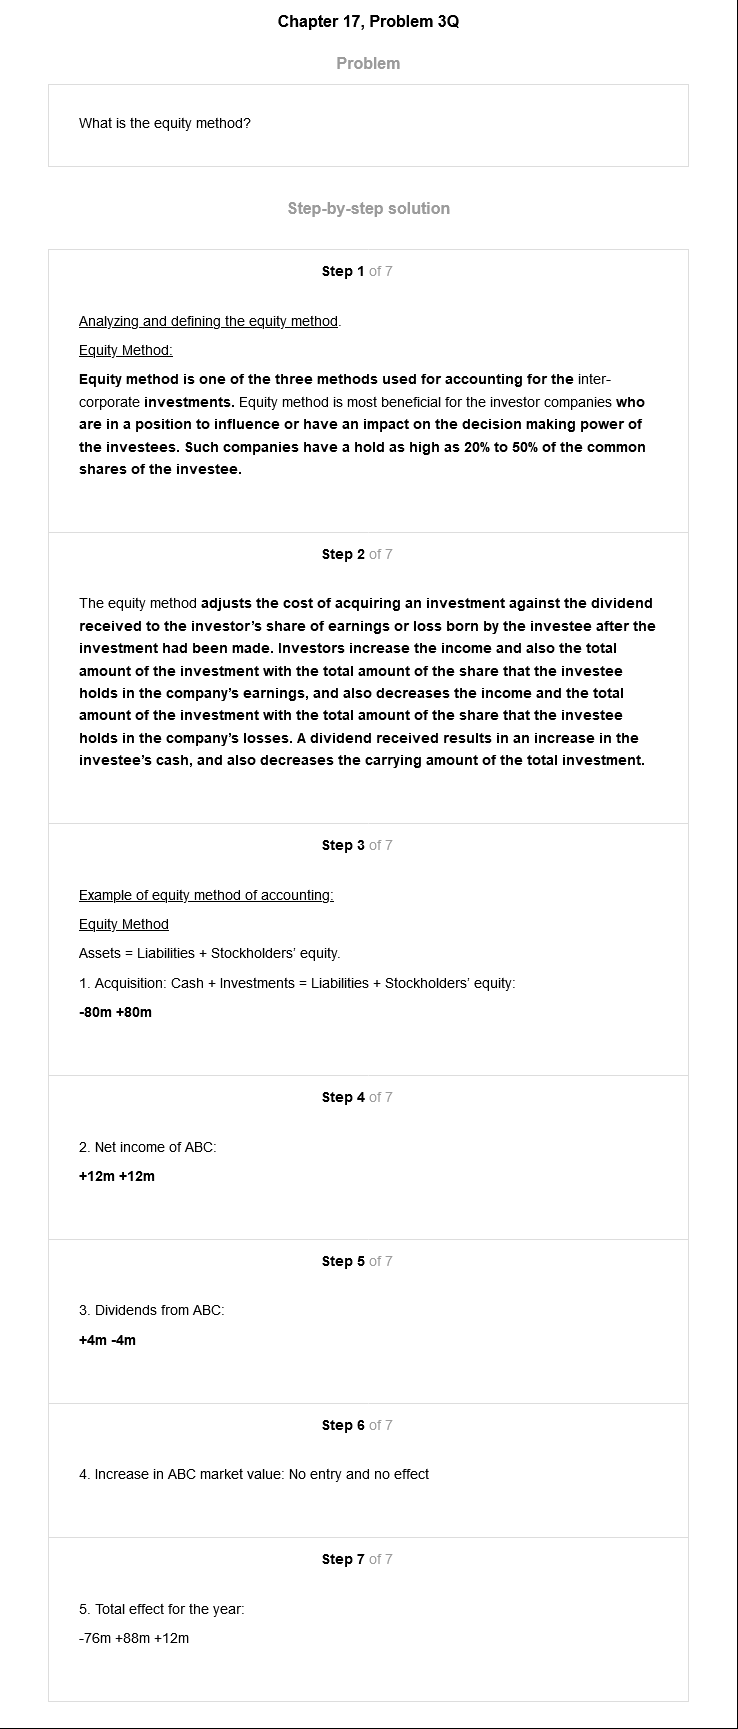 Chapter 17, Problem 3Q
Problem
What is the equity method?
Step-by-step solution
Step 1 of 7
Analyzing and defining the equity method.
Equity Method:
Equity method is one of the three methods used for accounting for the inter-
corporate investments. Equity method is most beneficial for the investor companies who
are in a position to influence or have an impact on the decision making power of
the investees. Such companies have a hold as high as 20% to 50% of the common
shares of the investee.
Step 2 of 7
The equity method adjusts the cost of acquiring an investment against the dividend
received to the investor's share of earnings or loss born by the investee after the
investment had been made. Investors increase the income and also the total
amount of the investment with the total amount of the share that the investee
holds in the company's earnings, and also decreases the income and the total
amount of the investment with the total amount of the share that the investee
holds in the company's losses. A dividend received results in an increase in the
investee's cash, and also decreases the carrying amount of the total investment.
Step 3 of 7
Example of equity method of accounting:
Equity Method
Assets = Liabilities + Stockholders' equity.
1. Acquisition: Cash + Investments = Liabilities + Stockholders' equity:
-80m +80m
Step 4 of 7
2. Net income of ABC:
+12m +12m
Step 5 of 7
3. Dividends from ABC:
+4m -4m
Step 6 of 7
4. Increase in ABC market value: No entry and no effect
Step 7 of 7
5. Total effect for the year:
-76m +88m +12m